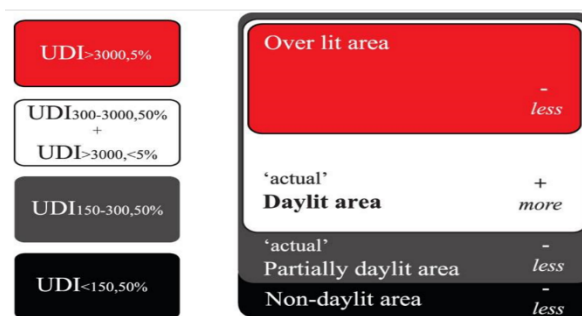 UDI>3000,5%
UDI300-3000,50%
+
UDI>3000,<5%
UDI150-300,50%
UDI<150,50%
Over lit area
-
less
'actual'
Daylit area
+
more
'actual'
Partially daylit area
-
less
Non-daylit area
-
less